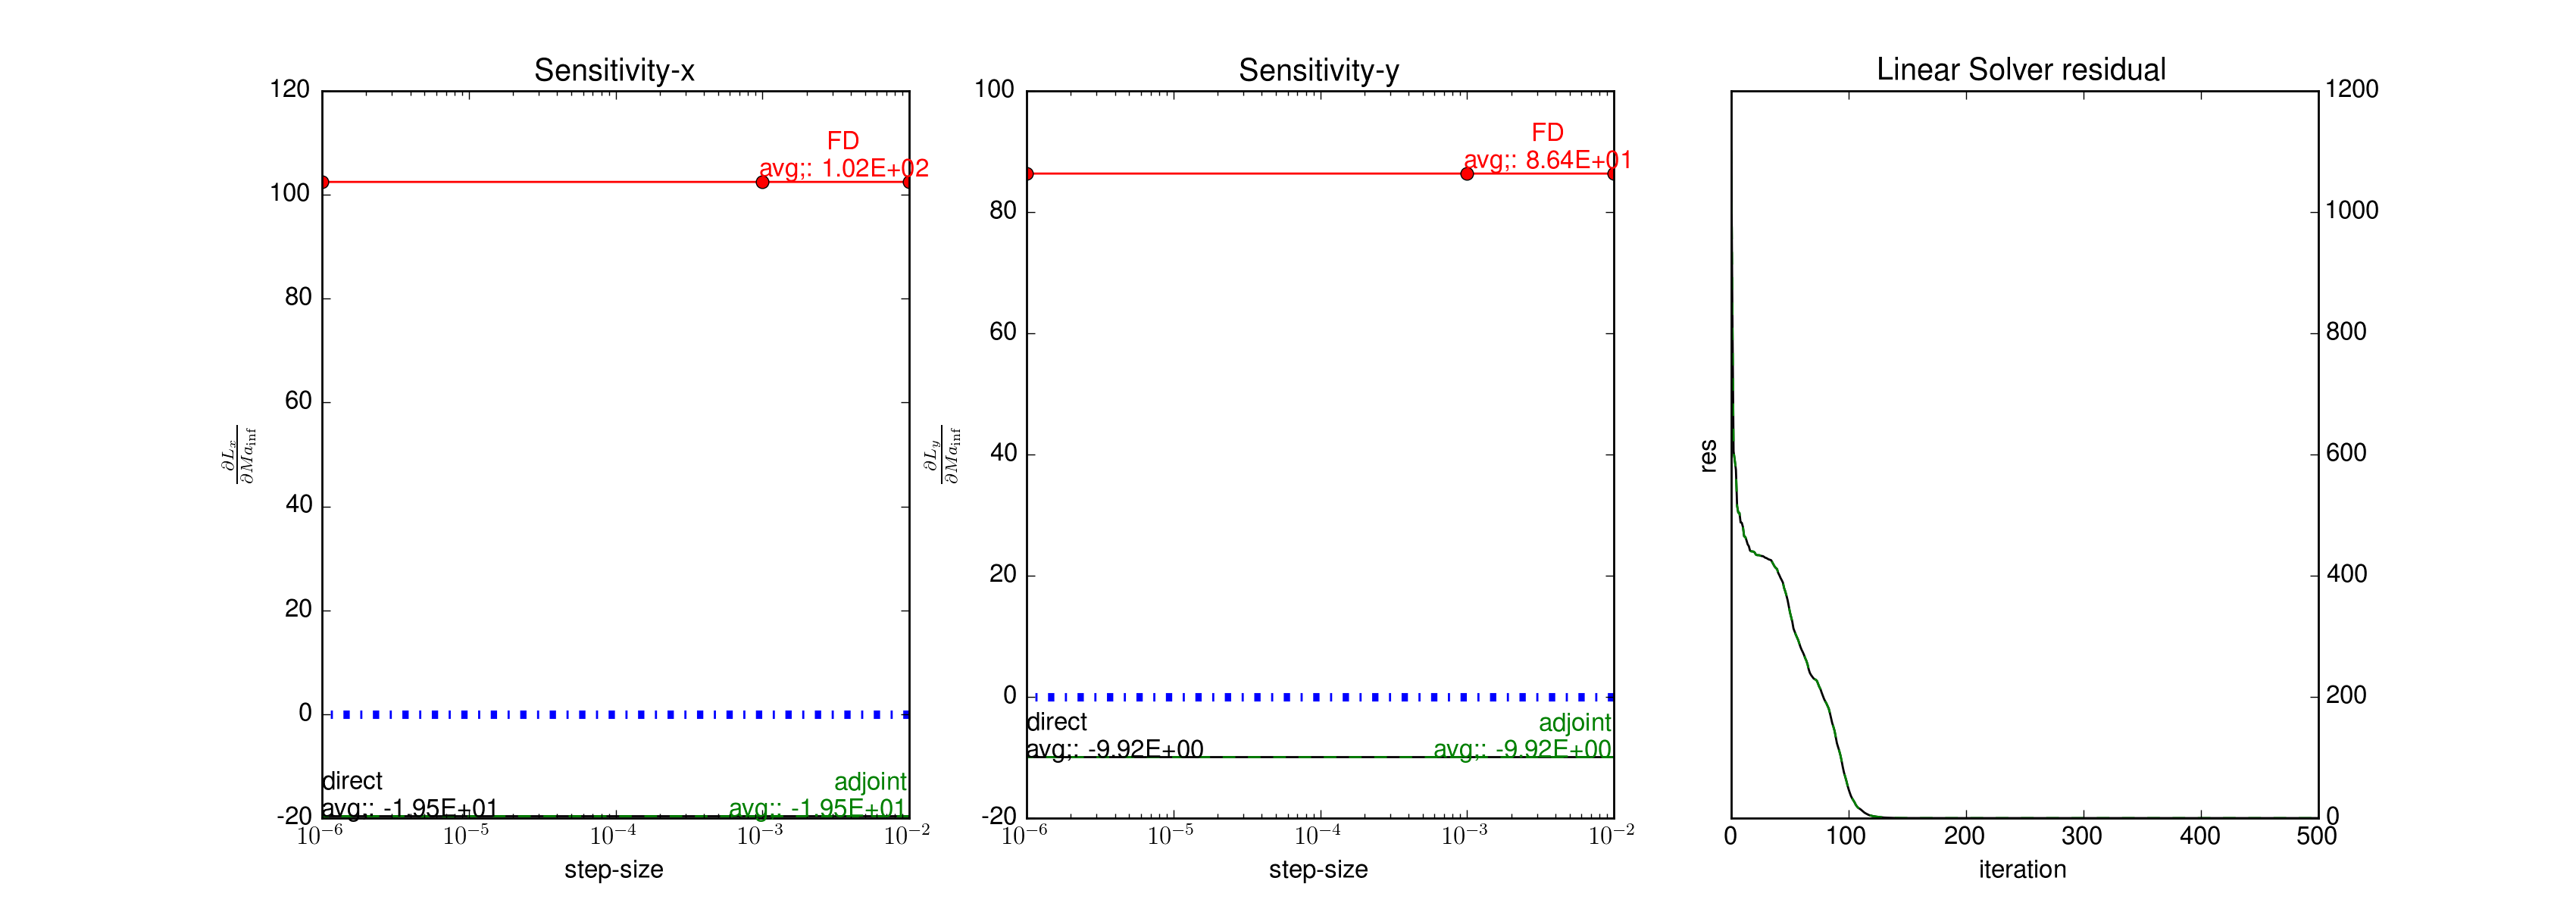 Sensitivity-x
120
100
80
60
40
20
0
-20
∂L_x
∂Ma_inf
FD
avg;: 1.02E+02
direct
avg;: -1.95E+01
adjoint
avg;: -1.95E+01
10^-6 10^-5 10^-4 10^-3 10^-2
step-size
Sensitivity-y
100
80
60
40
20
0
-20
∂L_y
∂Ma_inf
FD
avg;: 8.64E+01
direct
avg;: -9.92E+00
adjoint
avg;: -9.92E+00
10^-6 10^-5 10^-4 10^-3 10^-2
step-size
Linear Solver residual
res
1200
1000
800
600
400
200
0
0 100 200 300 400 500
iteration